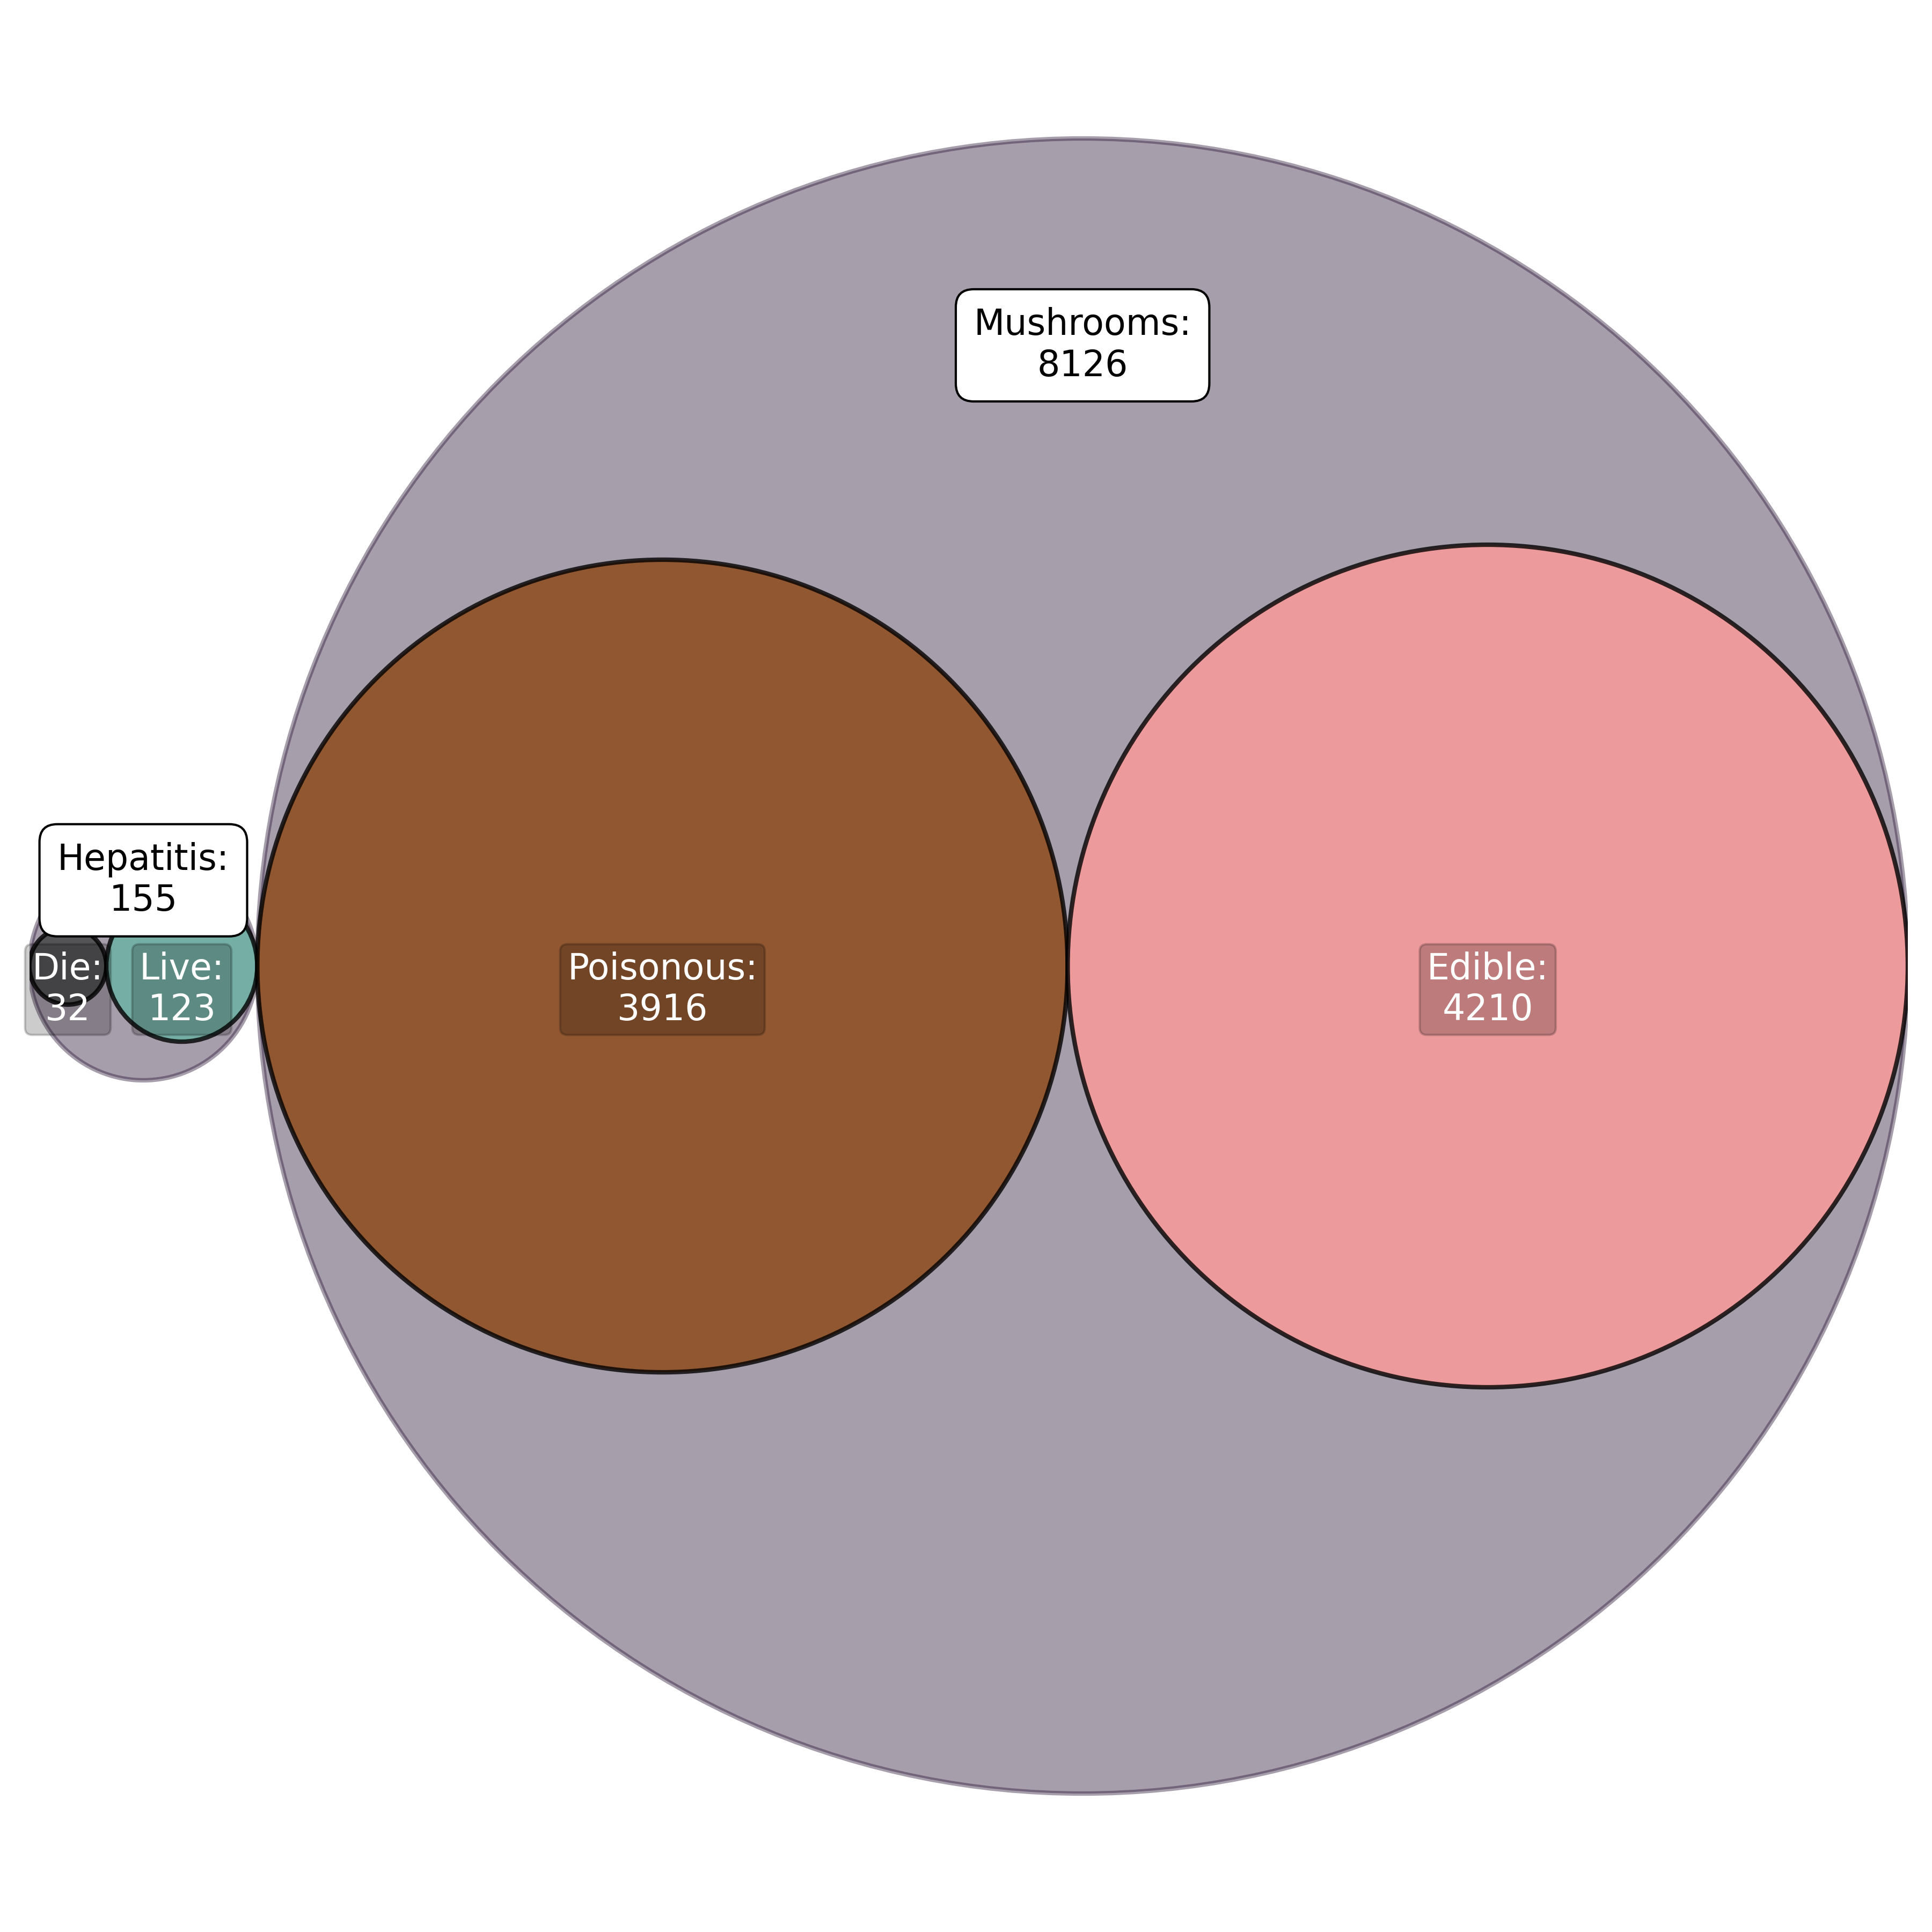 Mushrooms:
8126
Hepatitis:
155
Die:
32
Live:
123
Poisonous:
3916
Edible:
4210